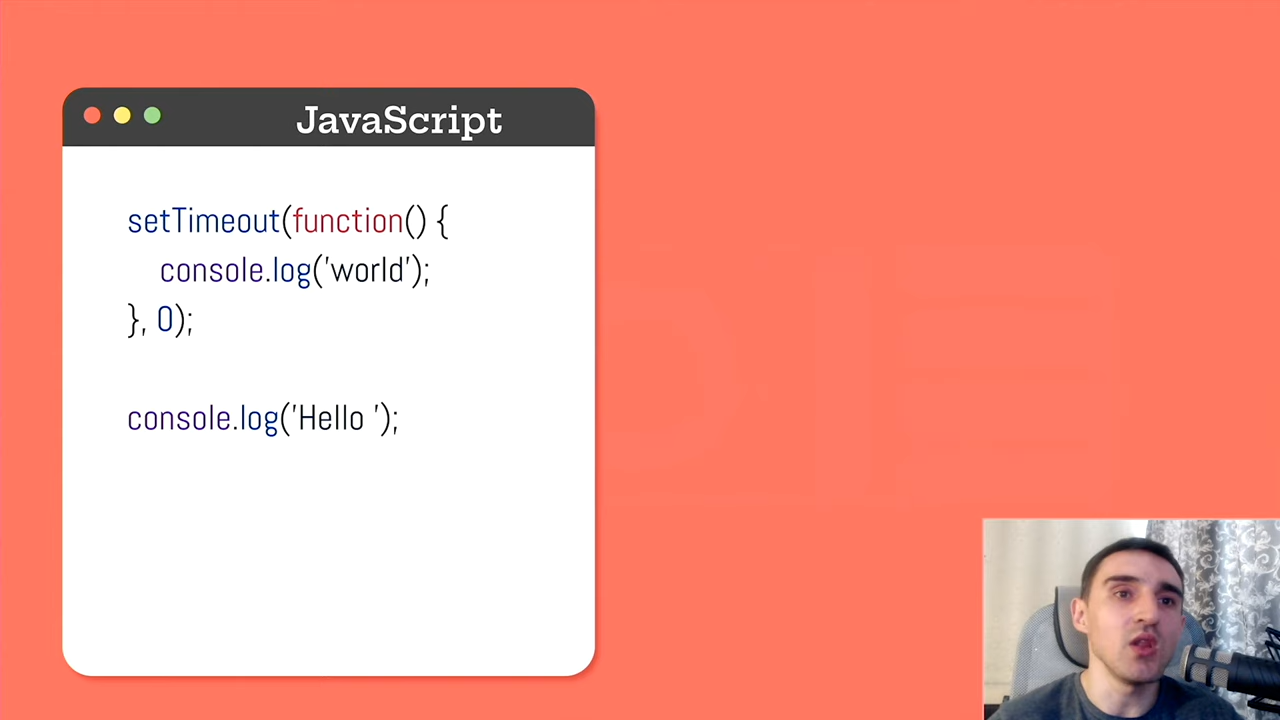 JavaScript
setTimeout(function() {
console.log('world');
}, 0);
console.log('Hello ');